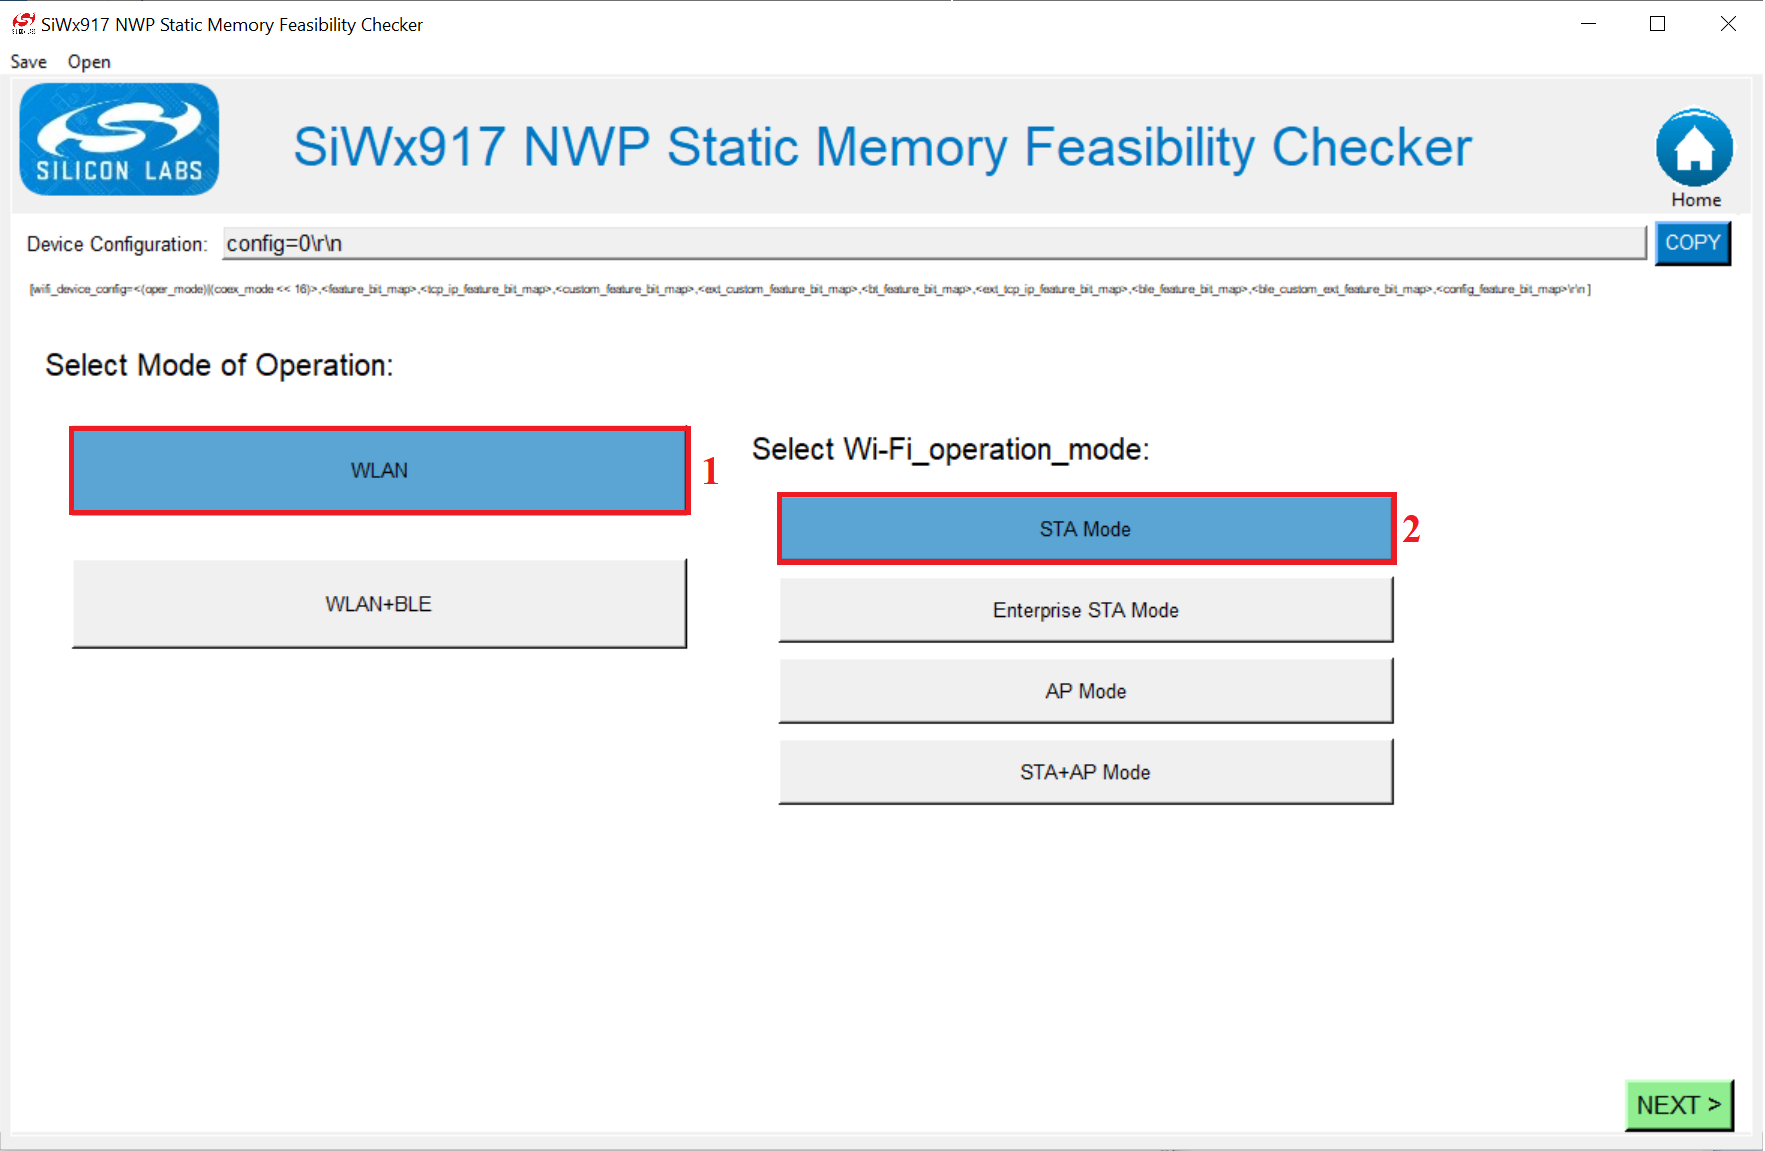 SiWx917 NWP Static Memory Feasibility Checker
Save Open
SILICON LABS
SiWx917 NWP Static Memory Feasibility Checker
Home
Device Configuration: config=0\r\n COPY
[wifi_device_config=<(oper_mode)|(coex_mode << 16)>,<feature_bit_map>,<tcp_ip_feature_bit_map>,<custom_feature_bit_map>,<ext_custom_feature_bit_map>,<bt_feature_bit_map>,<ext_tcp_ip_feature_bit_map>,<ble_feature_bit_map>,<ble_custom_ext_feature_bit_map>,<config_feature_bit_map>\r\n ]
Select Mode of Operation:
WLAN 1
WLAN+BLE
Select Wi-Fi_operation_mode:
STA Mode 2
Enterprise STA Mode
AP Mode
STA+AP Mode
NEXT >